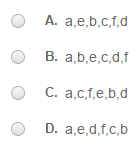 A. a,e,b,c,f,d
B. a,b,e,c,d,f
C. a,c,f,e,b,d
D. a,e,d,f,c,b